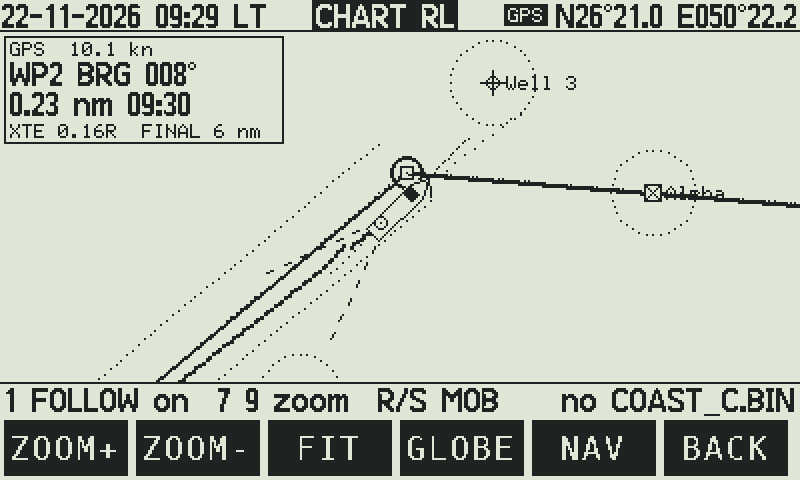 22-11-2026 09:29 LT CHART RL GPS N26°21.0 E050°22.2
GPS 10.1 kn
WP2 BRG 008°
0.23 nm 09:30
XTE 0.16R FINAL 6 nm
Well 3
Alpha
1 FOLLOW on 7 9 zoom R/S MOB no COAST_C.BIN
ZOOM+ ZOOM- FIT GLOBE NAV BACK